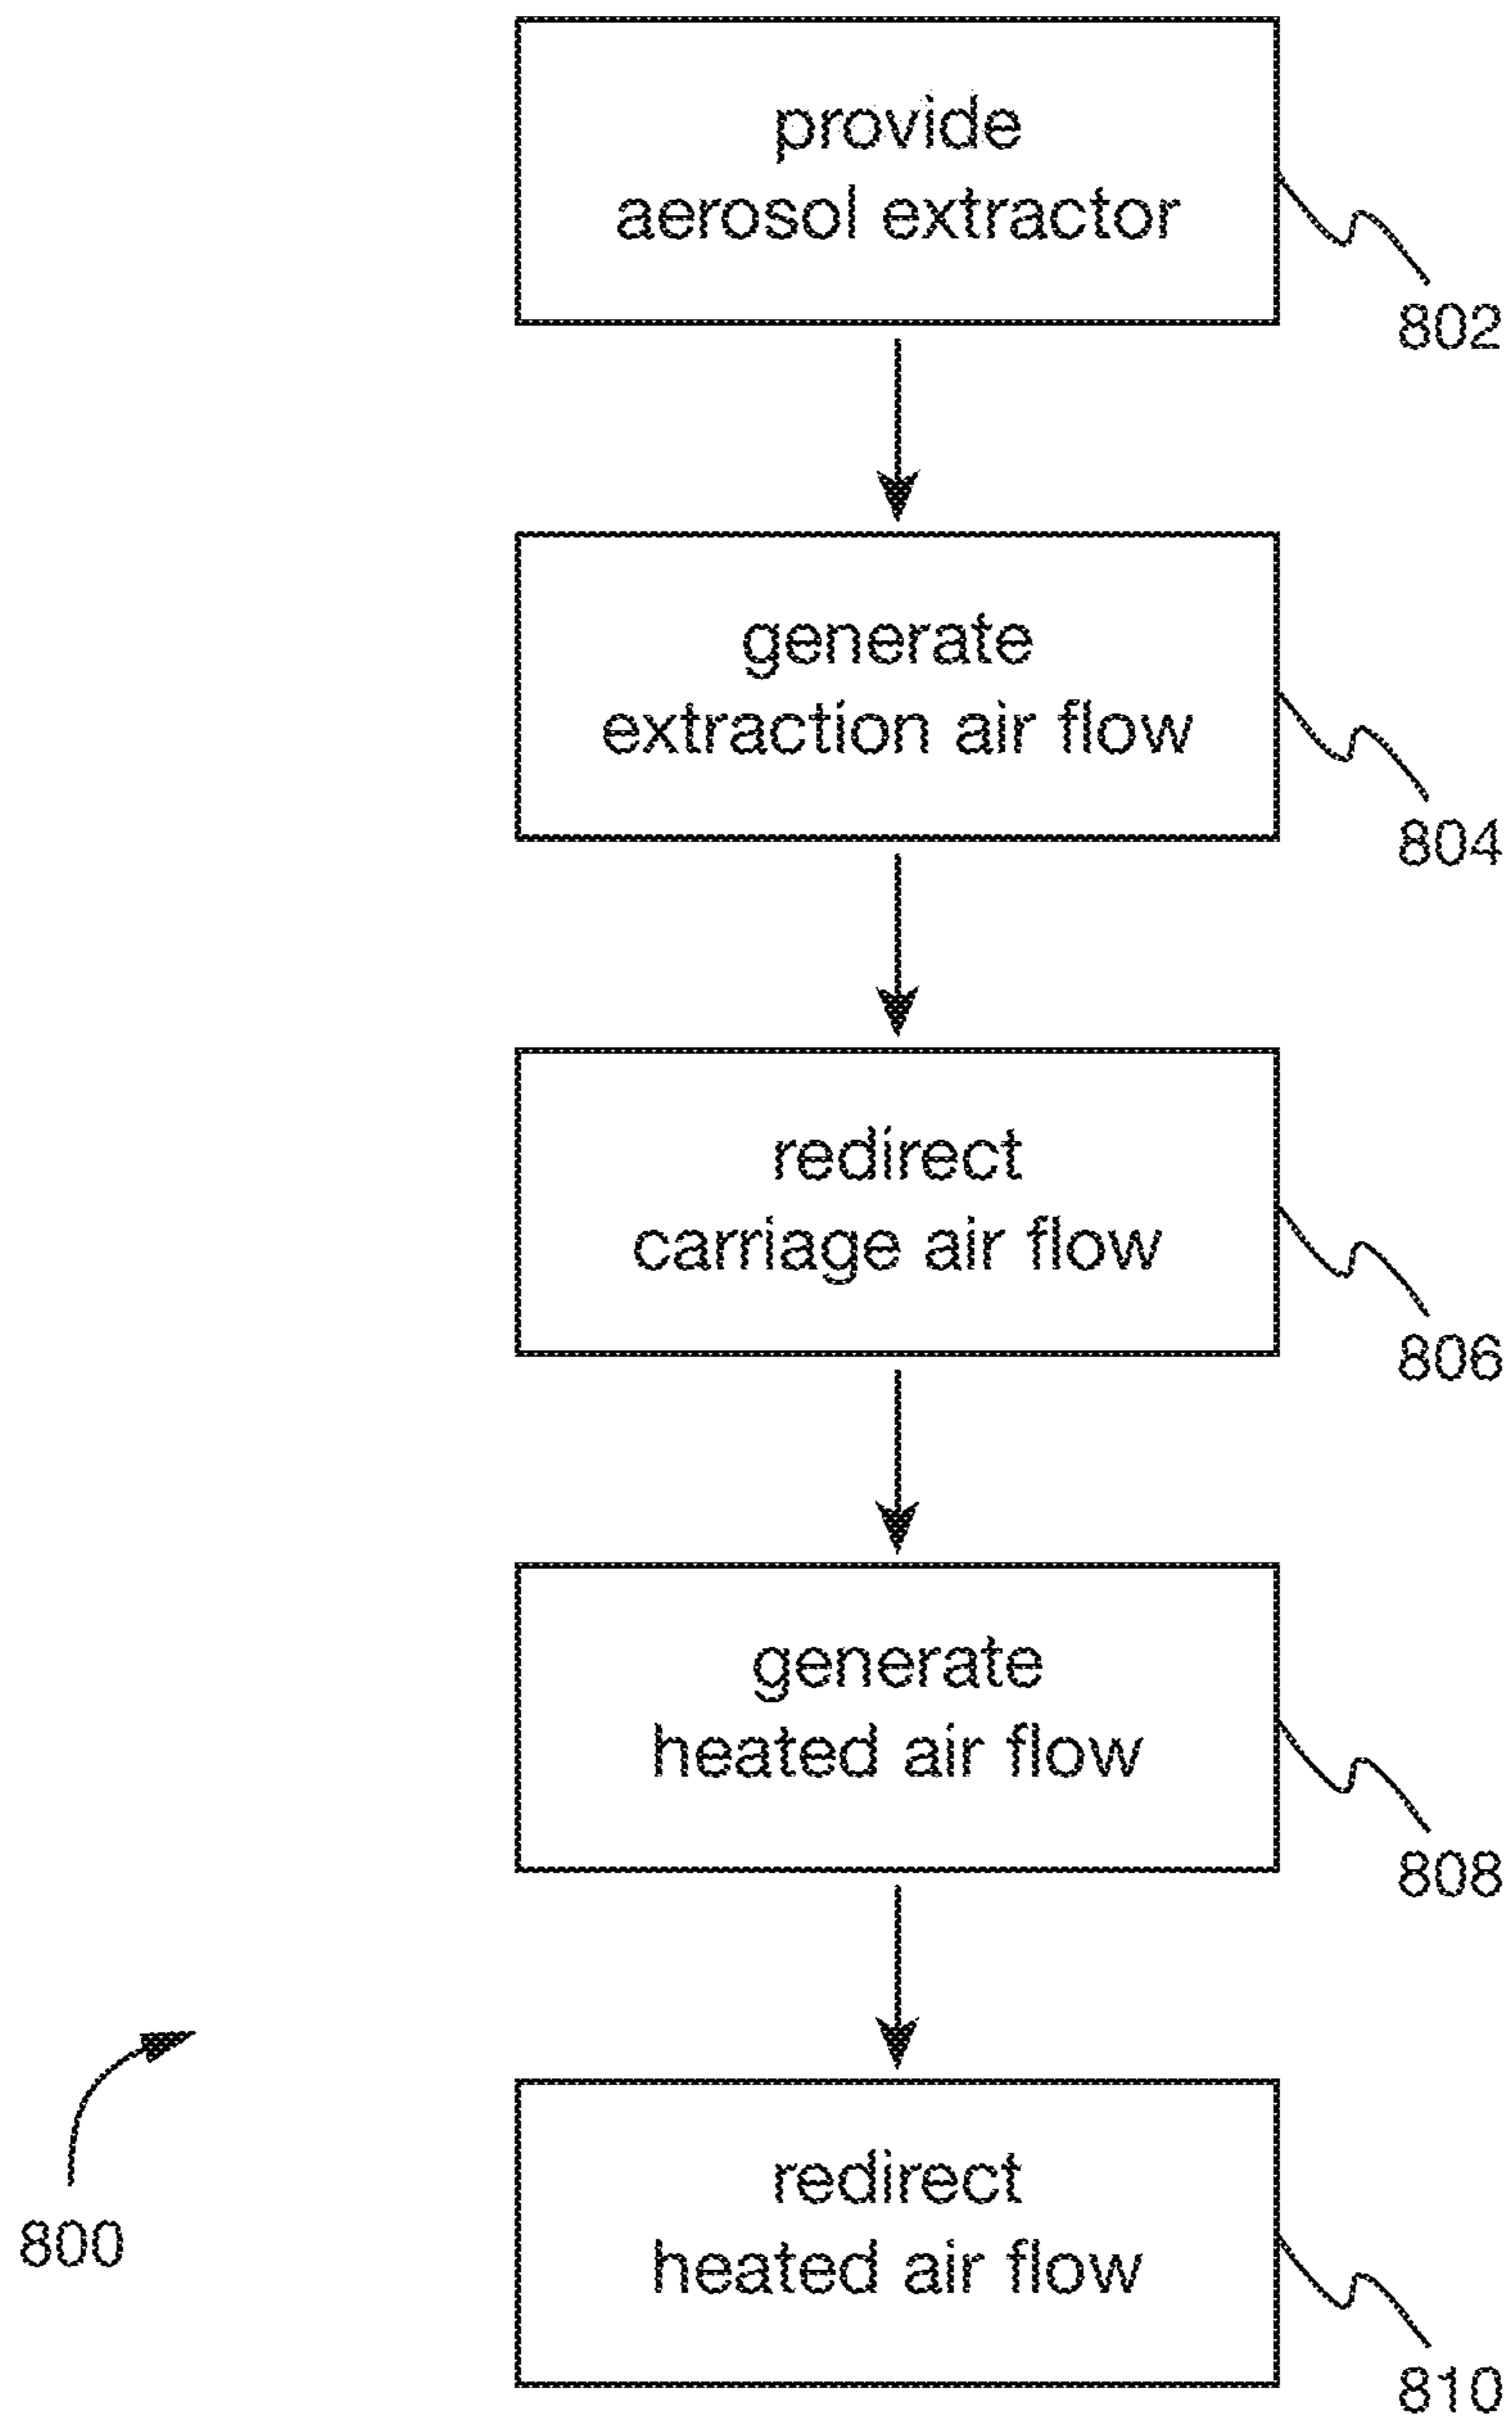 provide
aerosol extractor
802
generate
extraction air flow
804
redirect
carriage air flow
806
generate
heated air flow
808
redirect
heated air flow
800
810